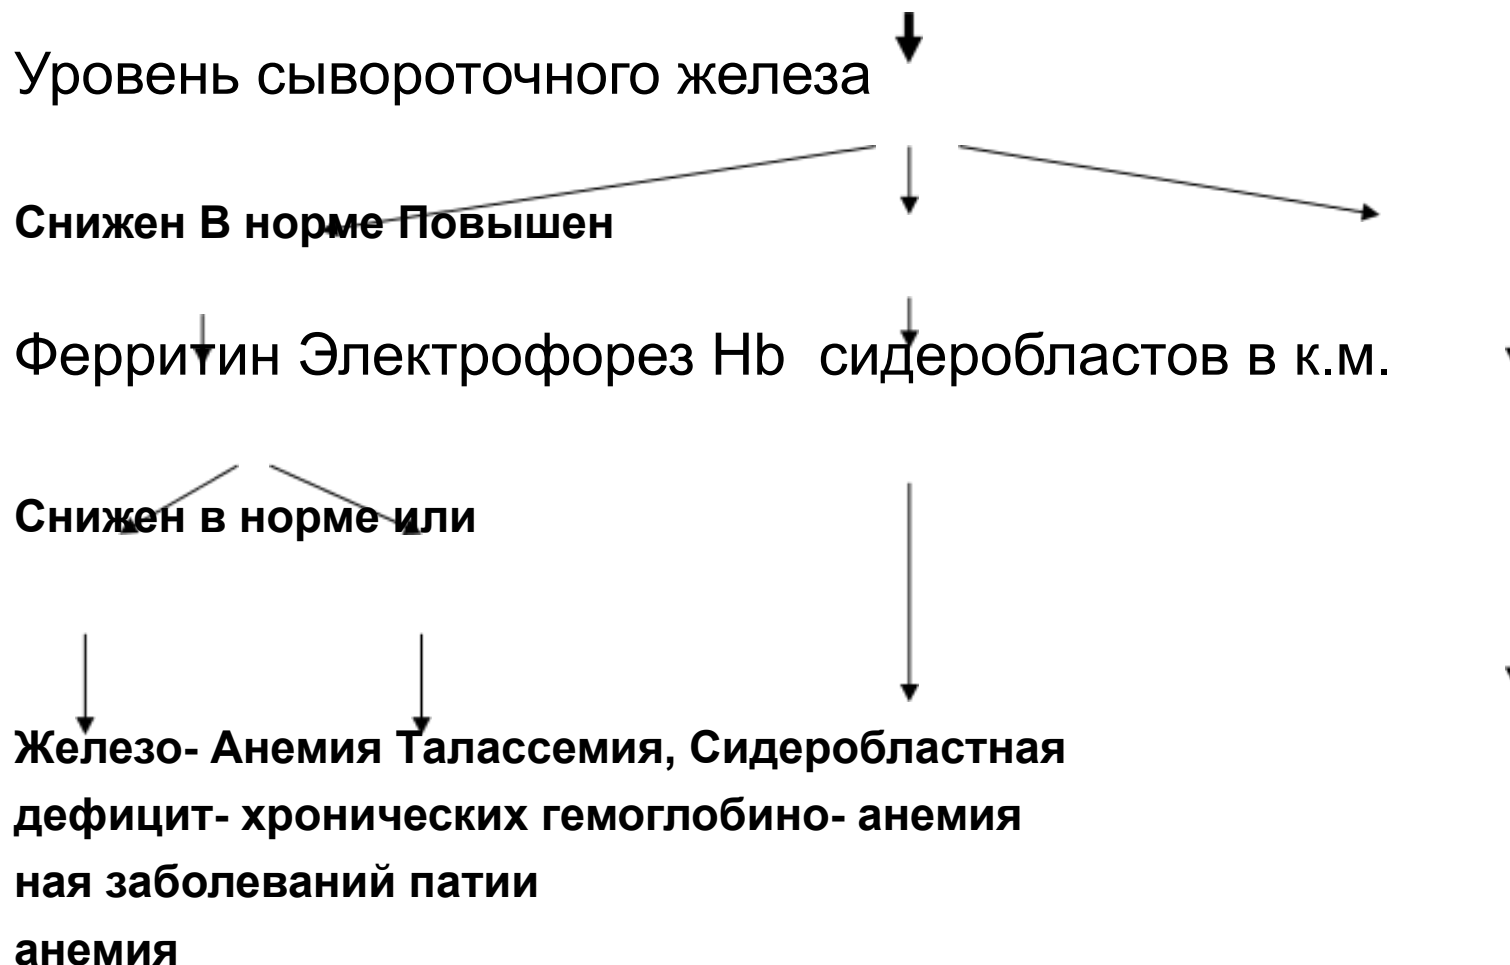 Уровень сывороточного железа
Снижен В норме Повышен
Ферритин Электрофорез Hb сидеробластов в к.м.
Снижен в норме или
Железо- Анемия Талассемия, Сидеробластная
дефицит- хронических гемоглобино- анемия
ная заболеваний патии
анемия